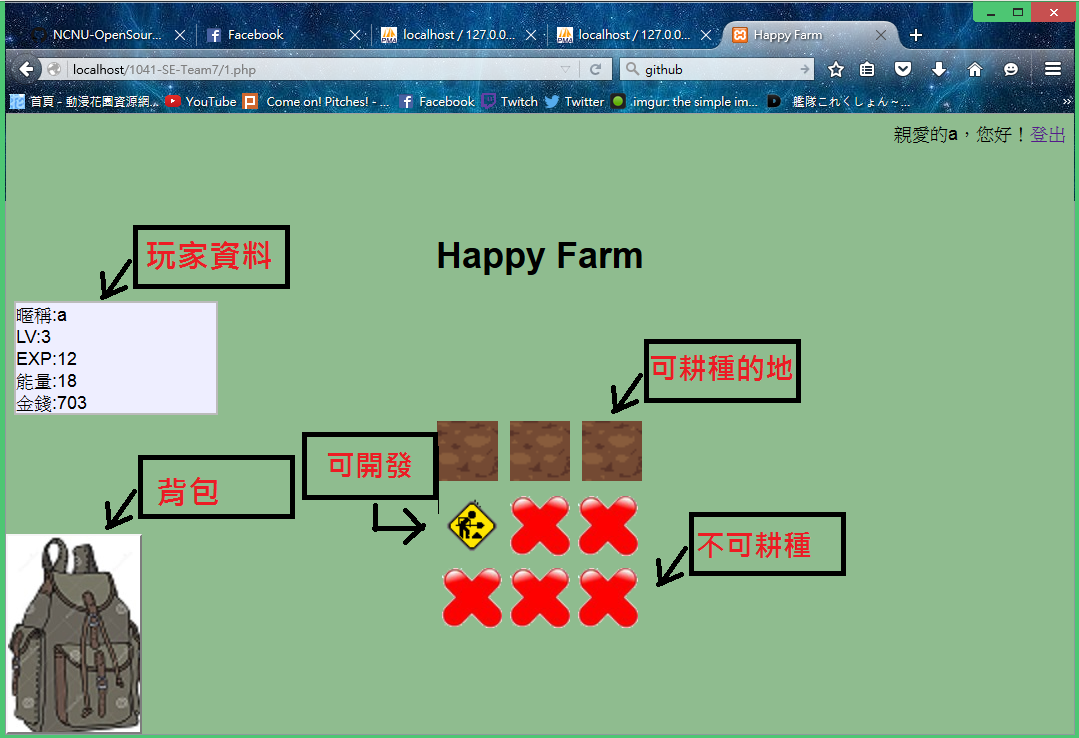 NCNU-OpenSour...
Facebook
localhost / 127.0.0...
localhost / 127.0.0...
Happy Farm
localhost/1041-SE-Team7/1.php
github
首頁 - 動漫花園資源網...
YouTube
Come on! Pitches! - ...
Facebook
Twitch
Twitter
imgur: the simple im...
艦隊これくしょん～...
親愛的a，您好！登出
玩家資料
Happy Farm
暱稱:a
LV:3
EXP:12
能量:18
金錢:703
可耕種的地
可開發
背包
不可耕種